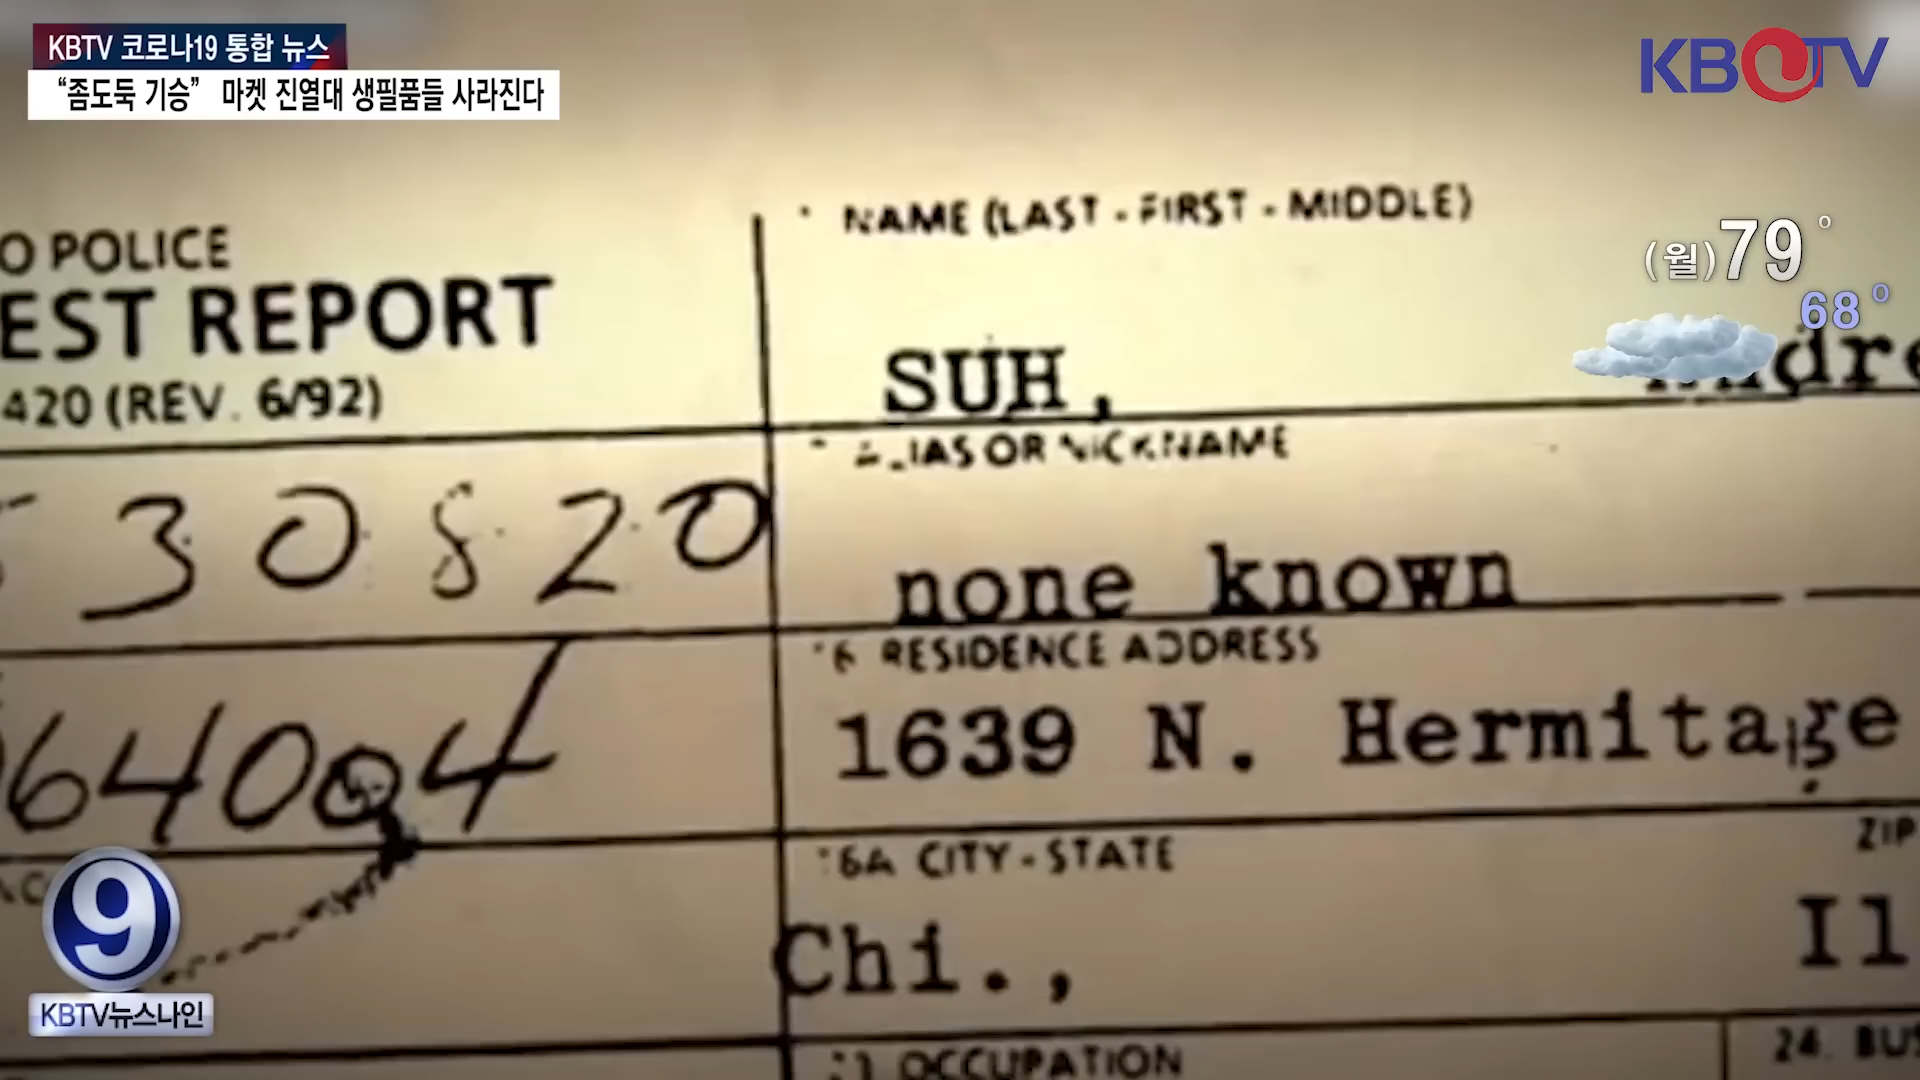 KBTV 코로나19 통합 뉴스
“좀도둑 기승” 마켓 진열대 생필품들 사라진다
KBTV
(월) 79°
68°
O POLICE
EST REPORT
420 (REV. 6/92)
30820
64004
NAME (LAST - FIRST - MIDDLE)
SUH,
ALIAS OR NICKNAME
none known
RESIDENCE ADDRESS
1639 N. Hermitage
CITY - STATE
ZIP
Chi., Il
OCCUPATION
24. BUS
9
KBTV뉴스나인